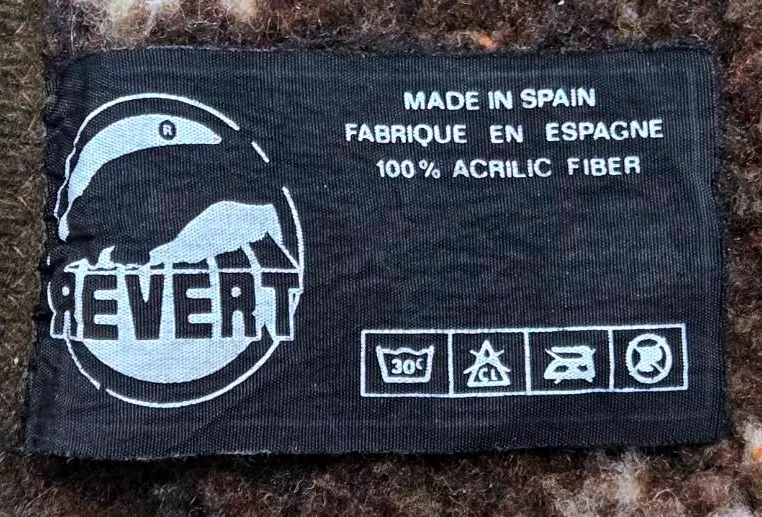 MADE IN SPAIN
FABRIQUE EN ESPAGNE
100% ACRILIC FIBER
®
REVERT
30c
CL